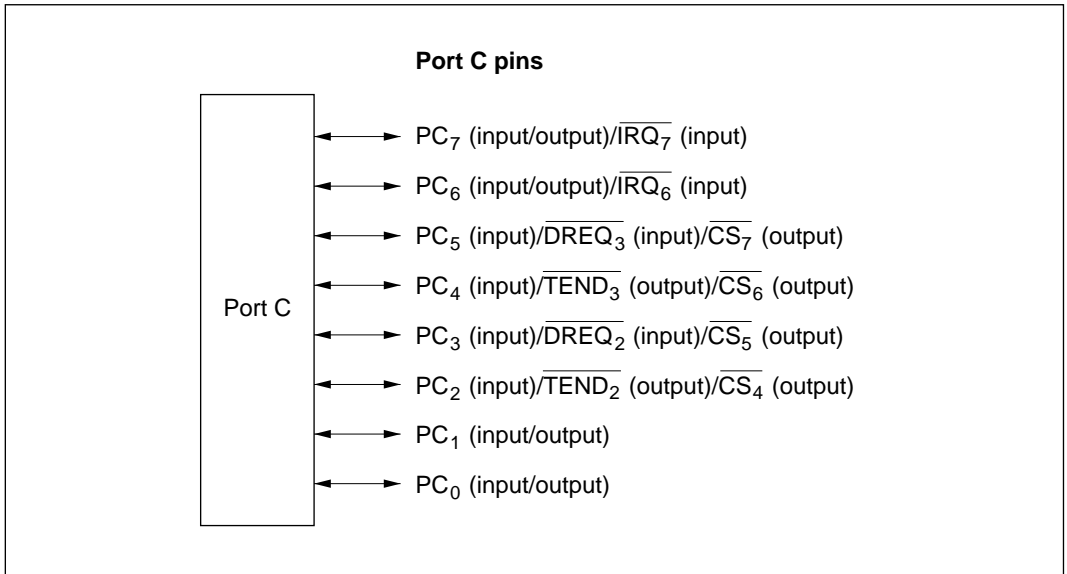 Port C pins
PC7 (input/output)/IRQ7 (input)
PC6 (input/output)/IRQ6 (input)
PC5 (input)/DREQ3 (input)/CS7 (output)
PC4 (input)/TEND3 (output)/CS6 (output)
Port C
PC3 (input)/DREQ2 (input)/CS5 (output)
PC2 (input)/TEND2 (output)/CS4 (output)
PC1 (input/output)
PC0 (input/output)